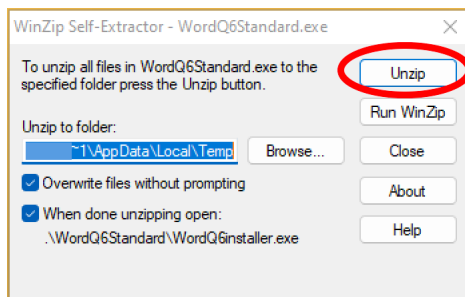 WinZip Self-Extractor - WordQ6Standard.exe
To unzip all files in WordQ6Standard.exe to the
specified folder press the Unzip button.
Unzip
Run WinZip
Unzip to folder:
~1\AppData\Local\Temp
Browse...
Close
Overwrite files without prompting
About
When done unzipping open:
.\WordQ6Standard\WordQ6installer.exe
Help